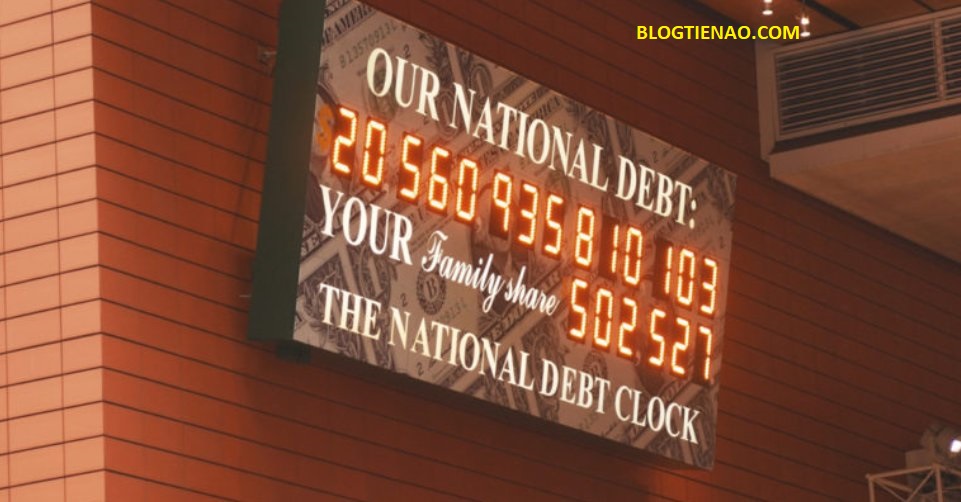 BLOGTIENAO.COM
OUR NATIONAL DEBT:
$20 560 935 810 103
YOUR Family share 502 527
THE NATIONAL DEBT CLOCK